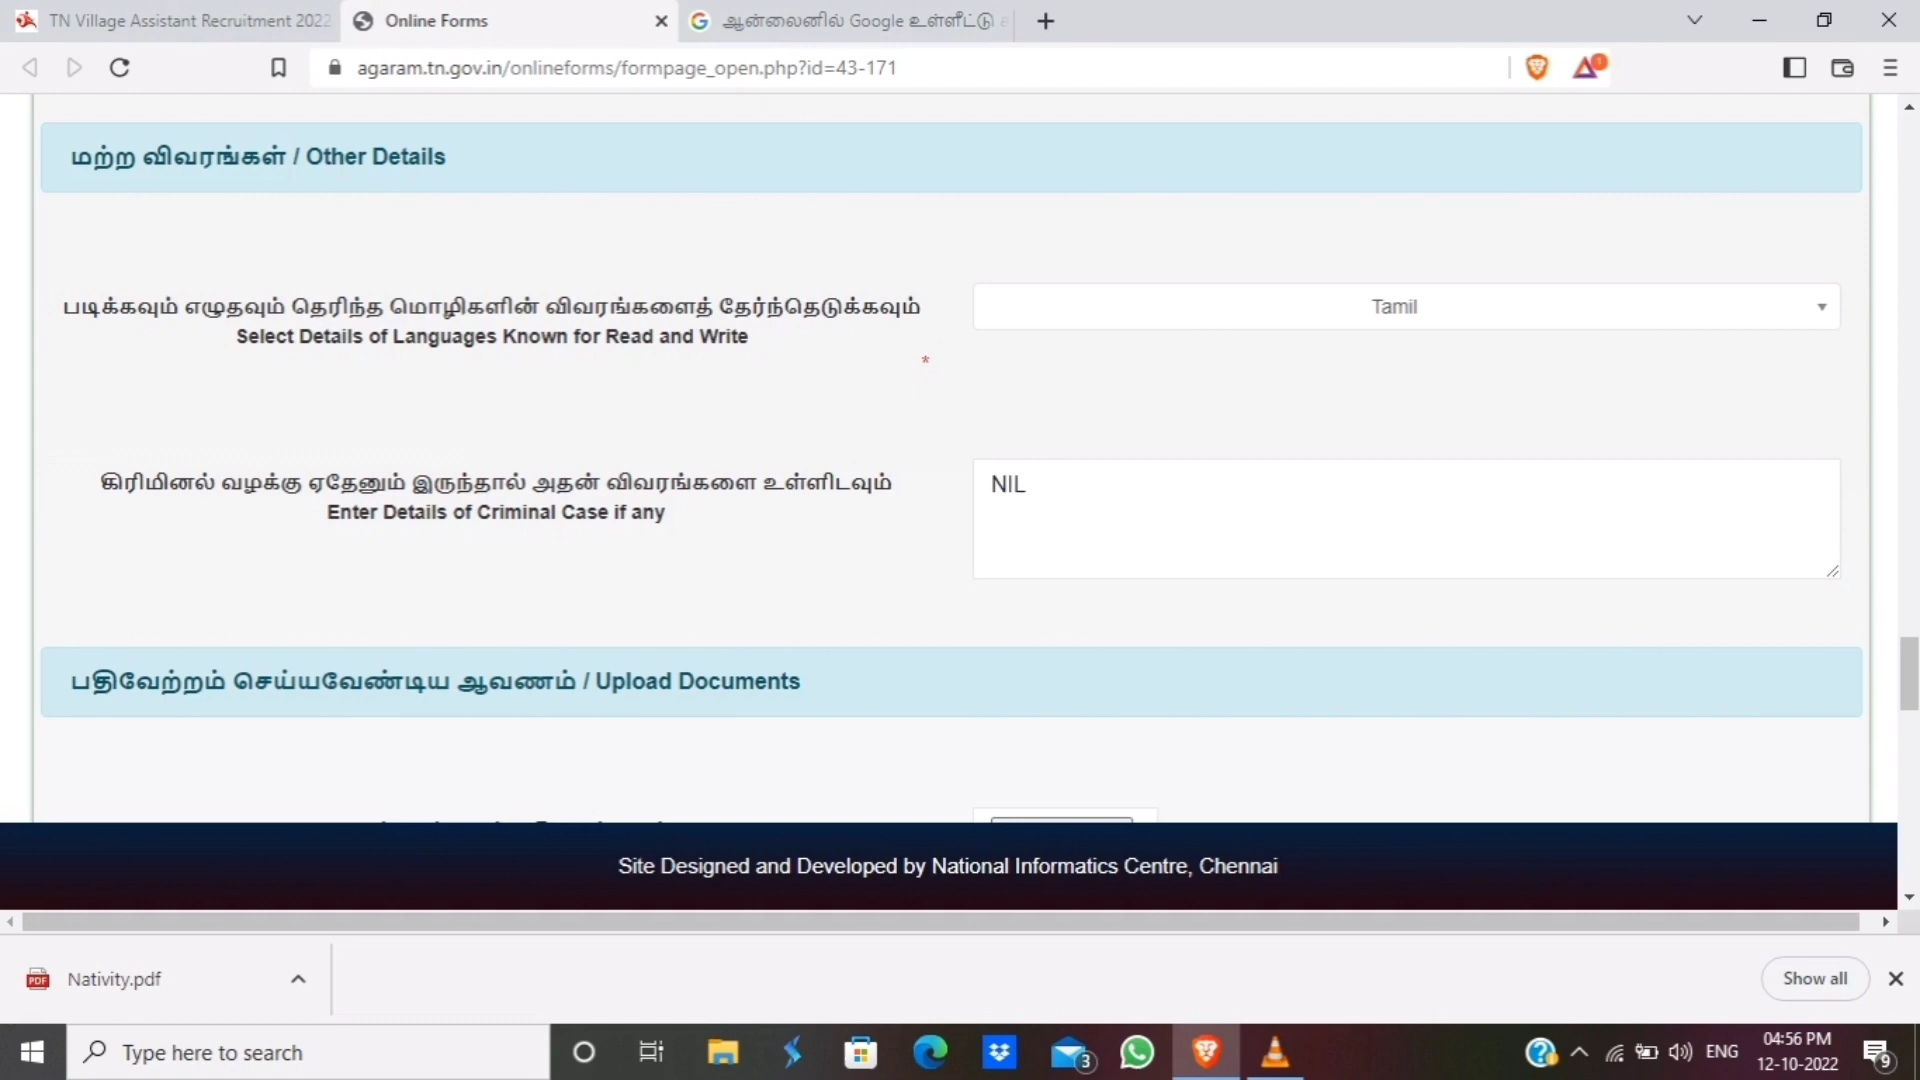 TN Village Assistant Recruitment 2022
Online Forms
ஆன்லைனில் Google உள்ளீட்டு
agaram.tn.gov.in/onlineforms/formpage_open.php?id=43-171
மற்ற விவரங்கள் / Other Details
படிக்கவும் எழுதவும் தெரிந்த மொழிகளின் விவரங்களைத் தேர்ந்தெடுக்கவும்
Select Details of Languages Known for Read and Write
*
Tamil
கிரிமினல் வழக்கு ஏதேனும் இருந்தால் அதன் விவரங்களை உள்ளிடவும்
Enter Details of Criminal Case if any
NIL
பதிவேற்றம் செய்யவேண்டிய ஆவணம் / Upload Documents
Site Designed and Developed by National Informatics Centre, Chennai
Nativity.pdf
Show all
Type here to search
3
ENG
04:56 PM
12-10-2022
9